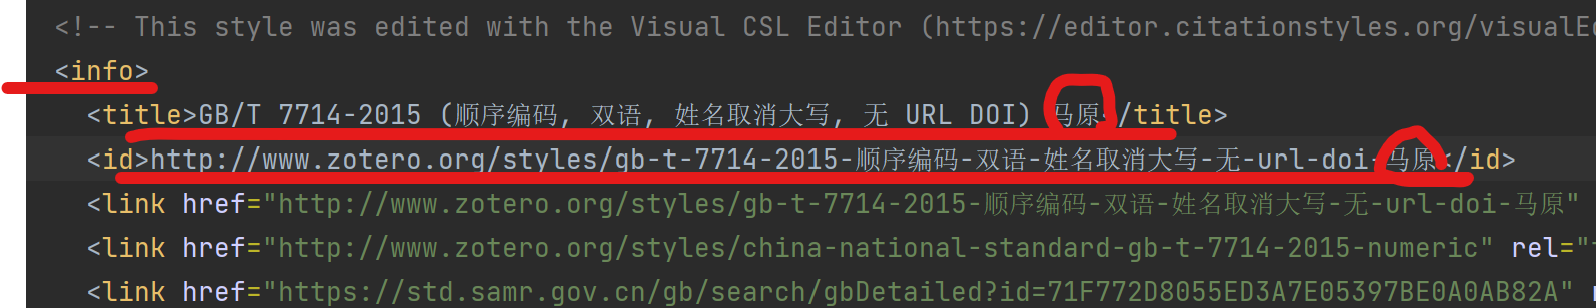 <!-- This style was edited with the Visual CSL Editor (https://editor.citationstyles.org/visualEd
<info>
<title>GB/T 7714-2015 (顺序编码, 双语, 姓名取消大写, 无 URL DOI) 马原</title>
<id>http://www.zotero.org/styles/gb-t-7714-2015-顺序编码-双语-姓名取消大写-无-url-doi-马原</id>
<link href="http://www.zotero.org/styles/gb-t-7714-2015-顺序编码-双语-姓名取消大写-无-url-doi-马原"
<link href="http://www.zotero.org/styles/china-national-standard-gb-t-7714-2015-numeric" rel="
<link href="https://std.samr.gov.cn/gb/search/gbDetailed?id=71F772D8055ED3A7E05397BE0A0AB82A"